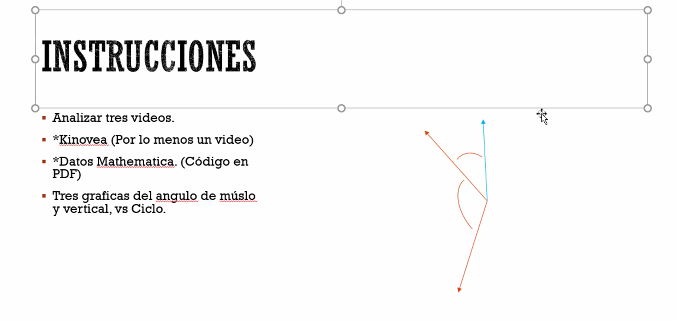 INSTRUCCIONES
▪ Analizar tres videos.
▪ *Kinovea (Por lo menos un video)
▪ *Datos Mathematica. (Código en
PDF)
▪ Tres graficas del angulo de múslo
y vertical, vs Ciclo.